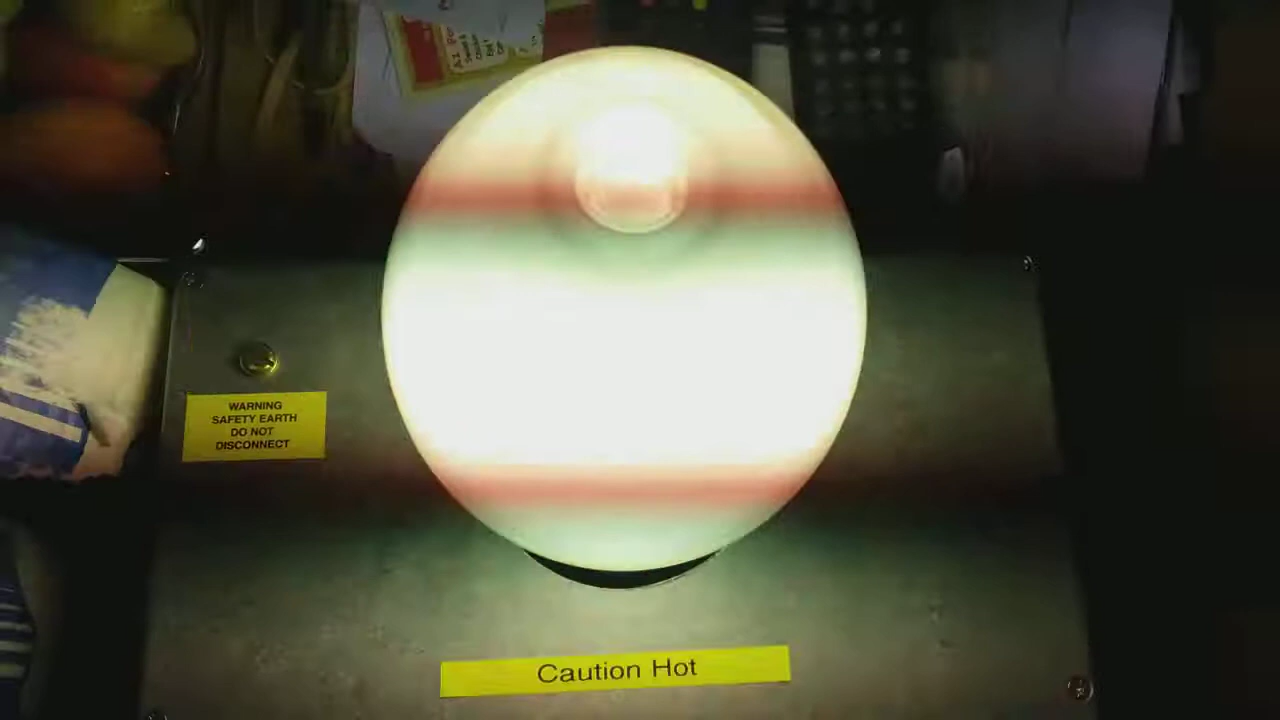 WARNING
SAFETY EARTH
DO NOT
DISCONNECT
Caution Hot